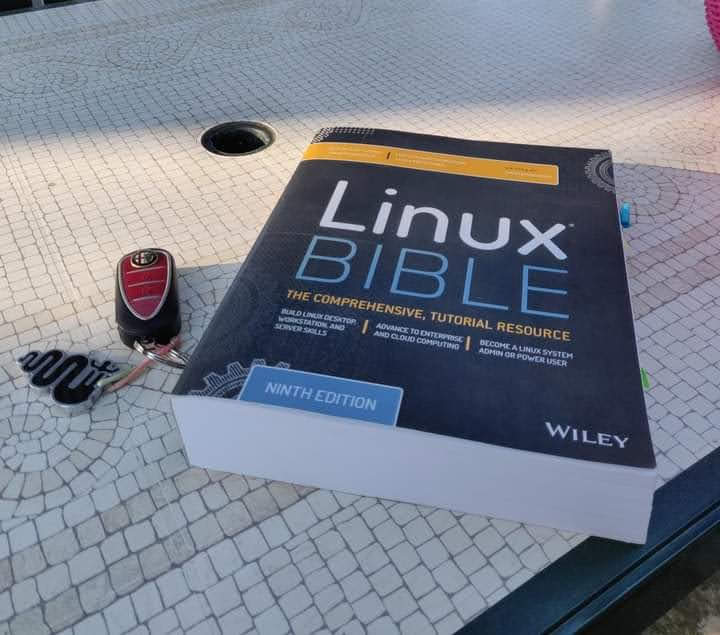 Linux
BIBLE
THE COMPREHENSIVE, TUTORIAL RESOURCE
BUILD LINUX DESKTOP,
WORKSTATION, AND
SERVER SKILLS
ADVANCE TO ENTERPRISE
AND CLOUD COMPUTING
BECOME A LINUX SYSTEM
ADMIN OR POWER USER
NINTH EDITION
WILEY